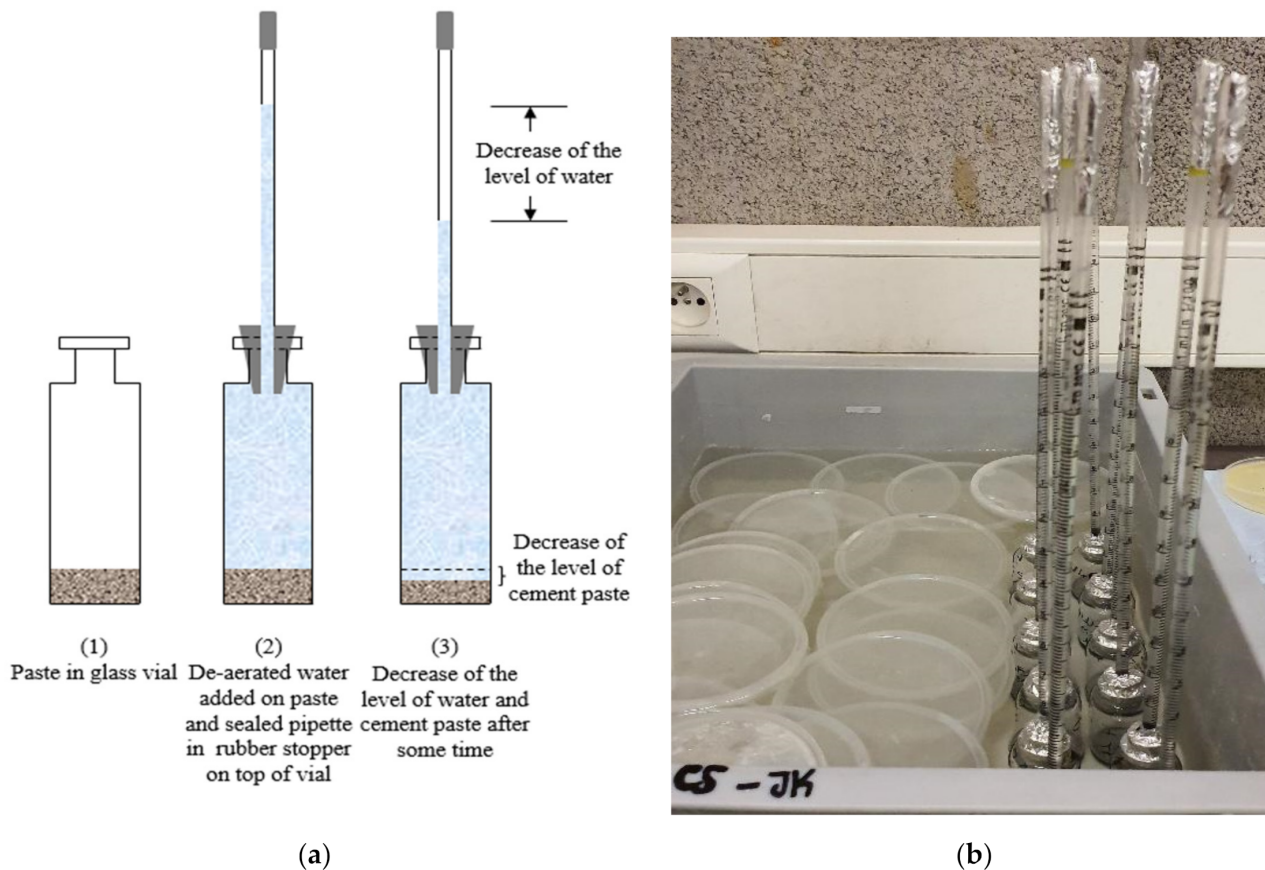 Decrease of the
level of water
Decrease of
the level of
cement paste
(1)
Paste in glass vial
(2)
De-aerated water
added on paste
and sealed pipette
in rubber stopper
on top of vial
(3)
Decrease of the
level of water and
cement paste after
some time
CS - JK
(a)
(b)